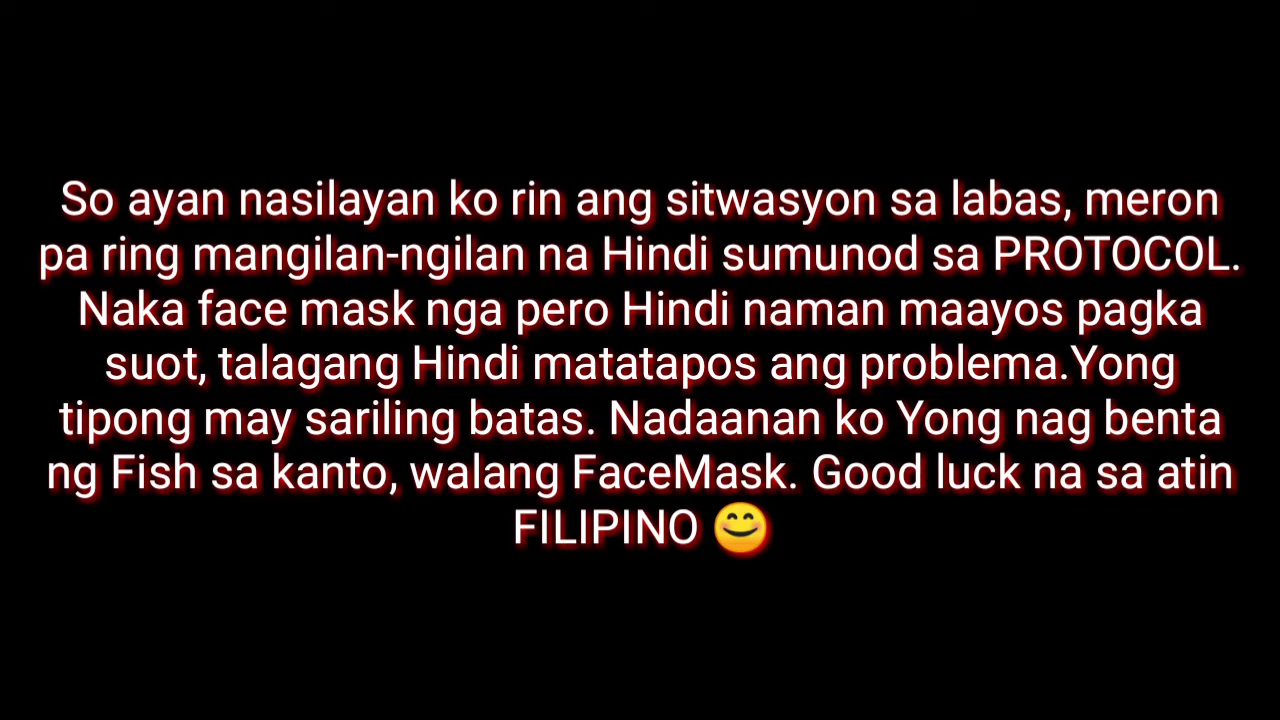 So ayan nasilayan ko rin ang sitwasyon sa labas, meron
pa ring mangilan-ngilan na Hindi sumunod sa PROTOCOL.
Naka face mask nga pero Hindi naman maayos pagka
suot, talagang Hindi matatapos ang problema.Yong
tipong may sariling batas. Nadaanan ko Yong nag benta
ng Fish sa kanto, walang FaceMask. Good luck na sa atin
FILIPINO 😊